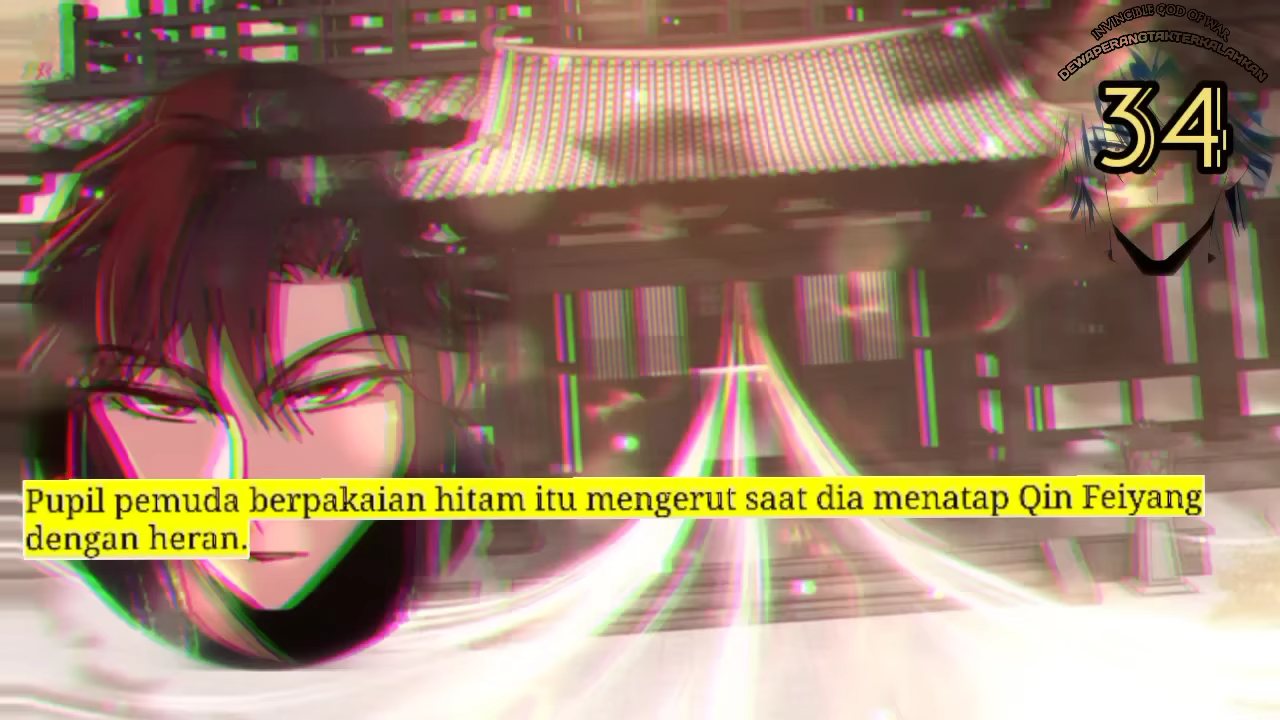 INVINCIBLE GOD OF WAR
DEWAPERANGTAKTERKALAHKAN
34
Pupil pemuda berpakaian hitam itu mengerut saat dia menatap Qin Feiyang
dengan heran.